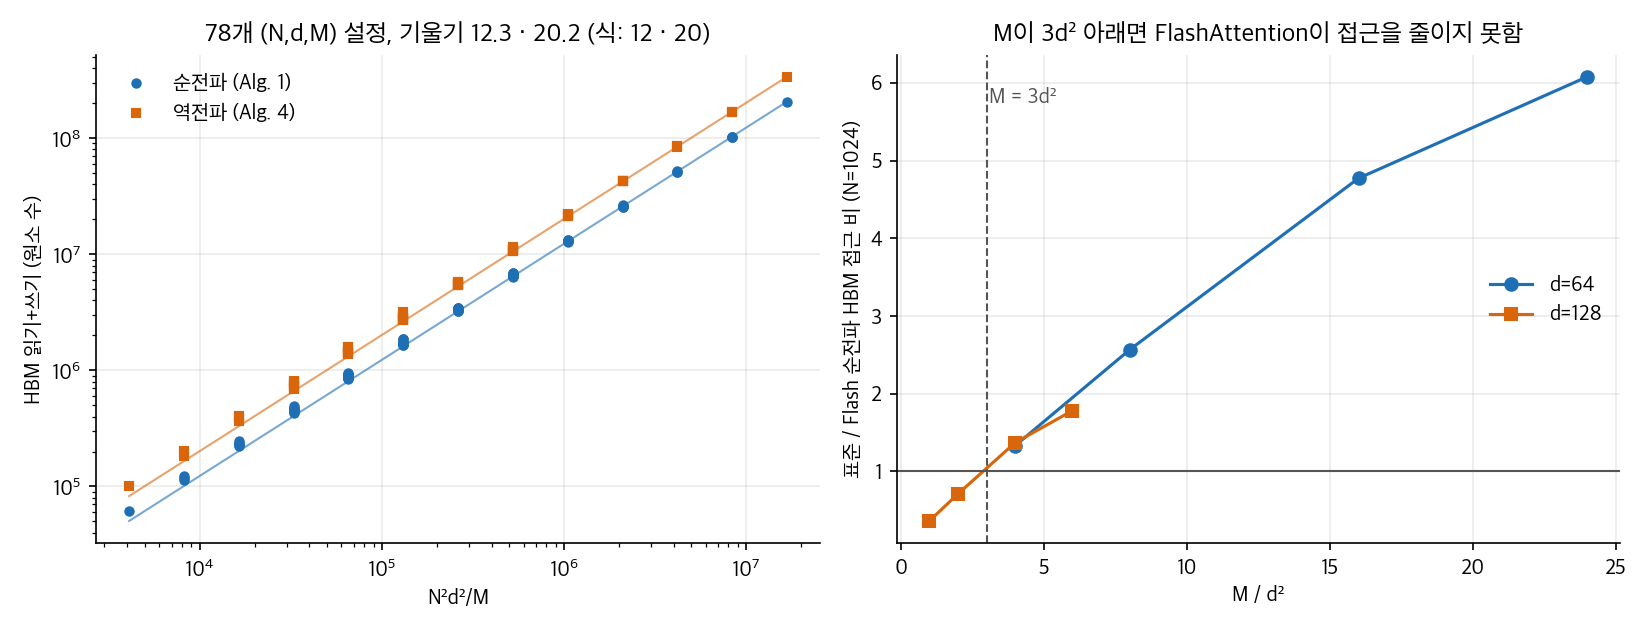 78개 (N,d,M) 설정, 기울기 12.3 · 20.2 (식: 12 · 20)
순전파 (Alg. 1)
역전파 (Alg. 4)
HBM 읽기+쓰기 (원소 수)
10⁸
10⁷
10⁶
10⁵
10⁴
10⁵
10⁶
10⁷
N²d²/M
M이 3d² 아래면 FlashAttention이 접근을 줄이지 못함
M = 3d²
표준 / Flash 순전파 HBM 접근 비 (N=1024)
6
5
4
3
2
1
d=64
d=128
0
5
10
15
20
25
M / d²